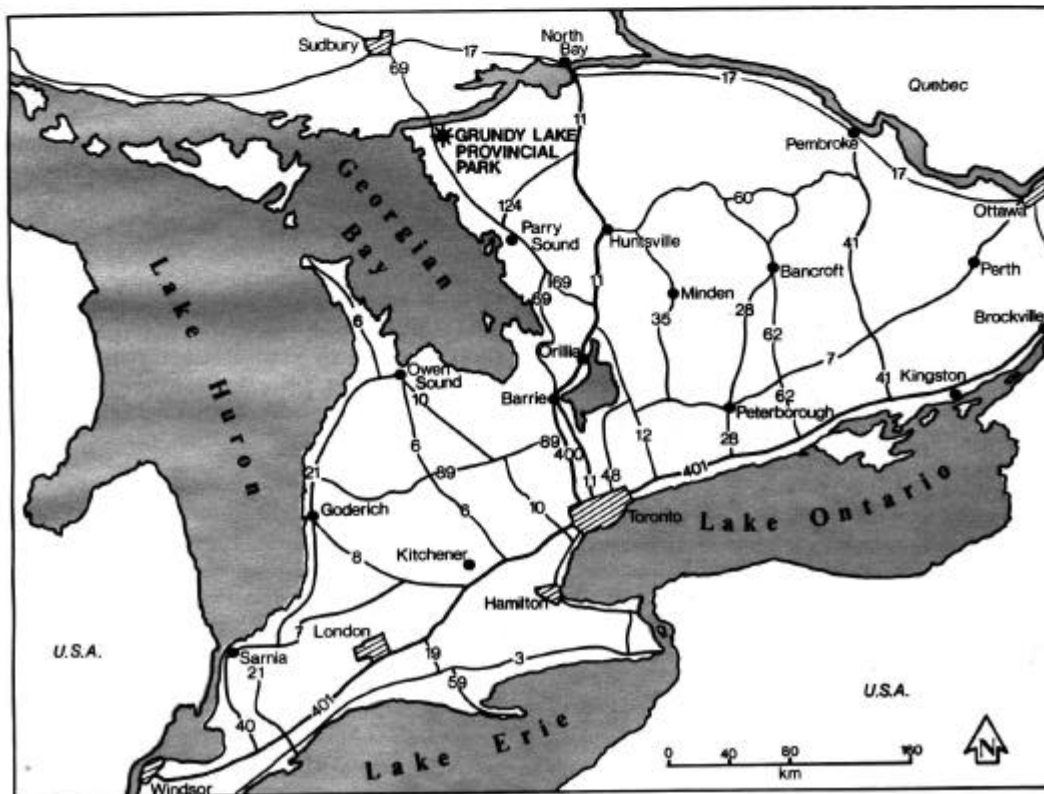 Sudbury
17
North
Bay
17
Quebec
69
GRUNDY LAKE
PROVINCIAL
PARK
11
Pembroke
17
Ottawa
Georgian
Bay
124
Parry
Sound
Huntsville
60
41
Bancroft
Perth
Lake
Huron
69
69
11
Minden
35
28
62
Brockville
6
Orillia
7
Owen
Sound
10
Barrie
Peterborough
62
41
Kingston
6
89
400
11
48
12
28
401
21
89
Goderich
6
10
Toronto
Lake Ontario
8
Kitchener
Hamilton
U.S.A.
7
London
Sarnia
21
19
3
59
U.S.A.
40
401
Lake Erie
Windsor
0
40
80
160
km
N